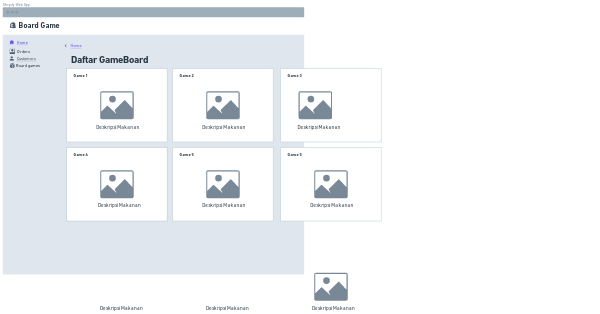 Shopify Web App
Board Game
Home
Orders
Customers
Board games
Home
Daftar GameBoard
Game 1
Game 2
Game 3
Deskripsi Makanan
Deskripsi Makanan
Deskripsi Makanan
Game 4
Game 5
Game 5
Deskripsi Makanan
Deskripsi Makanan
Deskripsi Makanan
Deskripsi Makanan
Deskripsi Makanan
Deskripsi Makanan